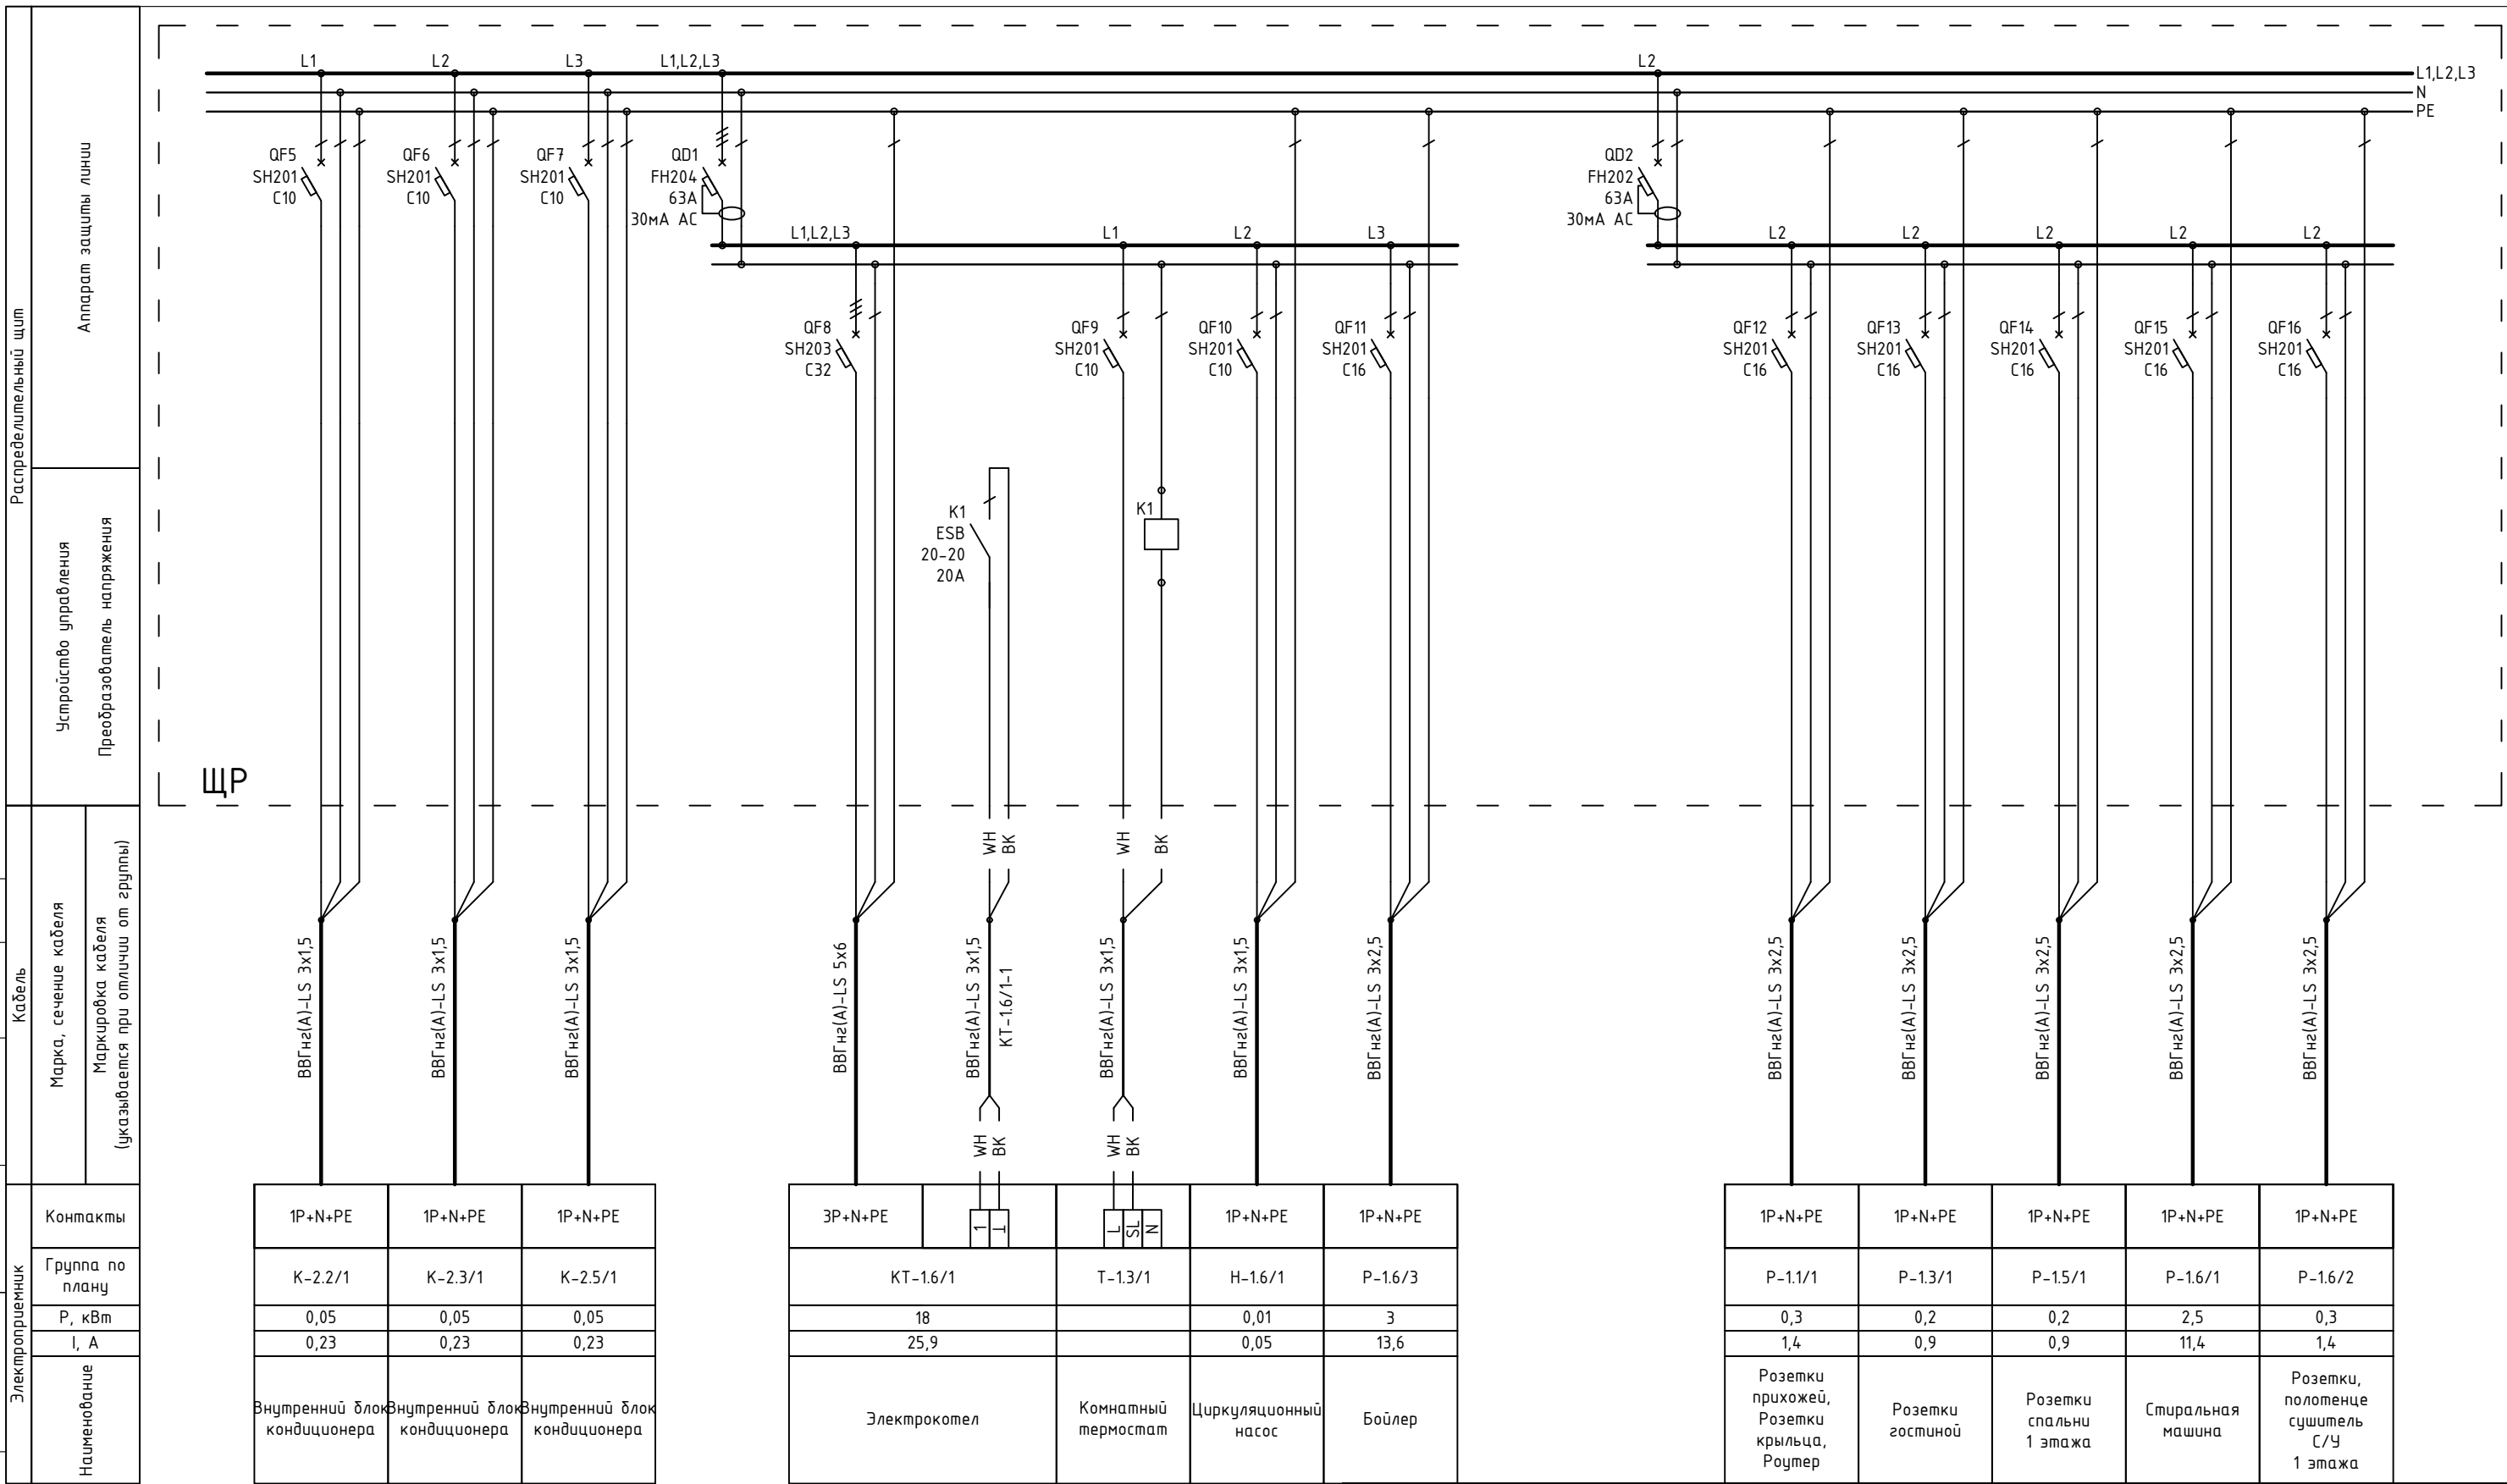 Распределительный щит
Аппарат защиты линии
Устройство управления
Преобразователь напряжения
Кабель
Марка, сечение кабеля
Маркировка кабеля
(указывается при отличии от группы)
Электроприемник
Контакты
Группа по
плану
P, кВт
I, А
Наименование
L1
L2
L3
L1,L2,L3
L2
L1,L2,L3
N
PE
QF5
SH201
C10
QF6
SH201
C10
QF7
SH201
C10
QD1
FH204
63A
30мА AC
QD2
FH202
63A
30мА AC
L1,L2,L3
L1
L2
L3
L2
L2
L2
L2
L2
QF8
SH203
C32
QF9
SH201
C10
QF10
SH201
C10
QF11
SH201
C16
QF12
SH201
C16
QF13
SH201
C16
QF14
SH201
C16
QF15
SH201
C16
QF16
SH201
C16
K1
ESB
20-20
20A
K1
ЩР
WH
BK
WH
BK
ВВГнг(А)-LS 3x1,5
ВВГнг(А)-LS 3x1,5
ВВГнг(А)-LS 3x1,5
ВВГнг(А)-LS 5x6
ВВГнг(А)-LS 3x1,5
КТ-1.6/1-1
ВВГнг(А)-LS 3x1,5
ВВГнг(А)-LS 3x1,5
ВВГнг(А)-LS 3x2,5
ВВГнг(А)-LS 3x2,5
ВВГнг(А)-LS 3x2,5
ВВГнг(А)-LS 3x2,5
ВВГнг(А)-LS 3x2,5
ВВГнг(А)-LS 3x2,5
WH
BK
WH
BK
1P+N+PE
1P+N+PE
1P+N+PE
3P+N+PE
1
⊥
L
SL
N
1P+N+PE
1P+N+PE
1P+N+PE
1P+N+PE
1P+N+PE
1P+N+PE
1P+N+PE
К-2.2/1
К-2.3/1
К-2.5/1
КТ-1.6/1
Т-1.3/1
Н-1.6/1
Р-1.6/3
Р-1.1/1
Р-1.3/1
Р-1.5/1
Р-1.6/1
Р-1.6/2
0,05
0,05
0,05
18
0,01
3
0,3
0,2
0,2
2,5
0,3
0,23
0,23
0,23
25,9
0,05
13,6
1,4
0,9
0,9
11,4
1,4
Внутренний блок
кондиционера
Внутренний блок
кондиционера
Внутренний блок
кондиционера
Электрокотел
Комнатный
термостат
Циркуляционный
насос
Бойлер
Розетки
прихожей,
Розетки
крыльца,
Роутер
Розетки
гостиной
Розетки
спальни
1 этажа
Стиральная
машина
Розетки,
полотенце
сушитель
С/У
1 этажа